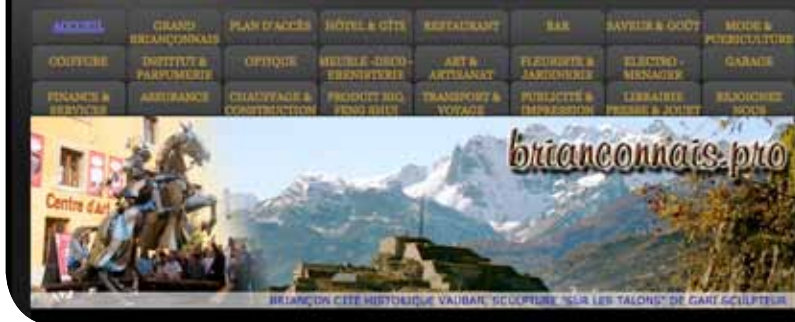 ACCUEIL
GRAND BRIANÇONNAIS
PLAN D'ACCÈS
HÔTEL & GÎTE
RESTAURANT
BAR
SAVEUR & GOÛT
MODE & PUERICULTURE
COIFFURE
INSTITUT & PARFUMERIE
OPTIQUE
MEUBLE -DECO- EBENISTERIE
ART & ARTISANAT
FLEURISTE & JARDINERIE
ELECTRO - MENAGER
GARAGE
FINANCE & SERVICES
ASSURANCE
CHAUFFAGE & CONSTRUCTION
PRODUIT BIO, FENG SHUI
TRANSPORT & VOYAGE
PUBLICITÉ & IMPRESSION
LIBRAIRIE PRESSE & JOUET
REJOIGNEZ NOUS
brianconnais.pro
Centre d'Art
BRIANÇON CITÉ HISTORIQUE VAUBAN, SCULPTURE "SUR LES TALONS" DE GARI SCULPTEUR